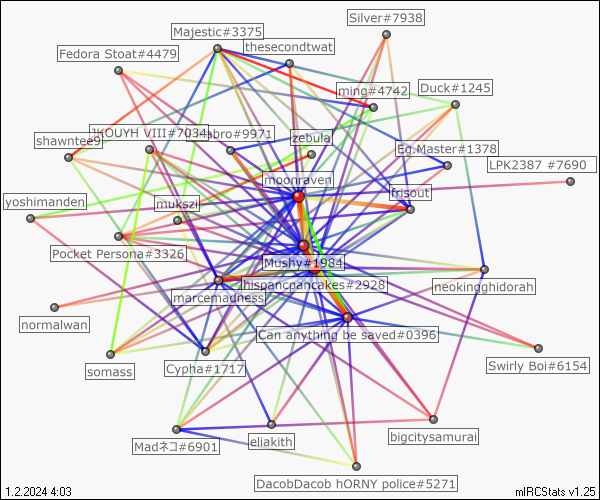 Silver#7938
Majestic#3375
thesecondtwat
Fedora Stoat#4479
ming#4742
Duck#1245
JKOUYH VIII#7034
abro#9971
zebula
shawntee9
Eg.Master#1378
LPK2387 #7690
moonraven
frisout
yoshimanden
mukszi
Pocket Persona#3326
Mushy#1984
hispancpancakes#2928
neokingghidorah
marcemadness
normalwan
Can anything be saved#0396
Swirly Boi#6154
somass
Cypha#1717
bigcitysamurai
Madネコ#6901
eliakith
DacobDacob hORNY police#5271
1.2.2024 4:03
mIRCStats v1.25